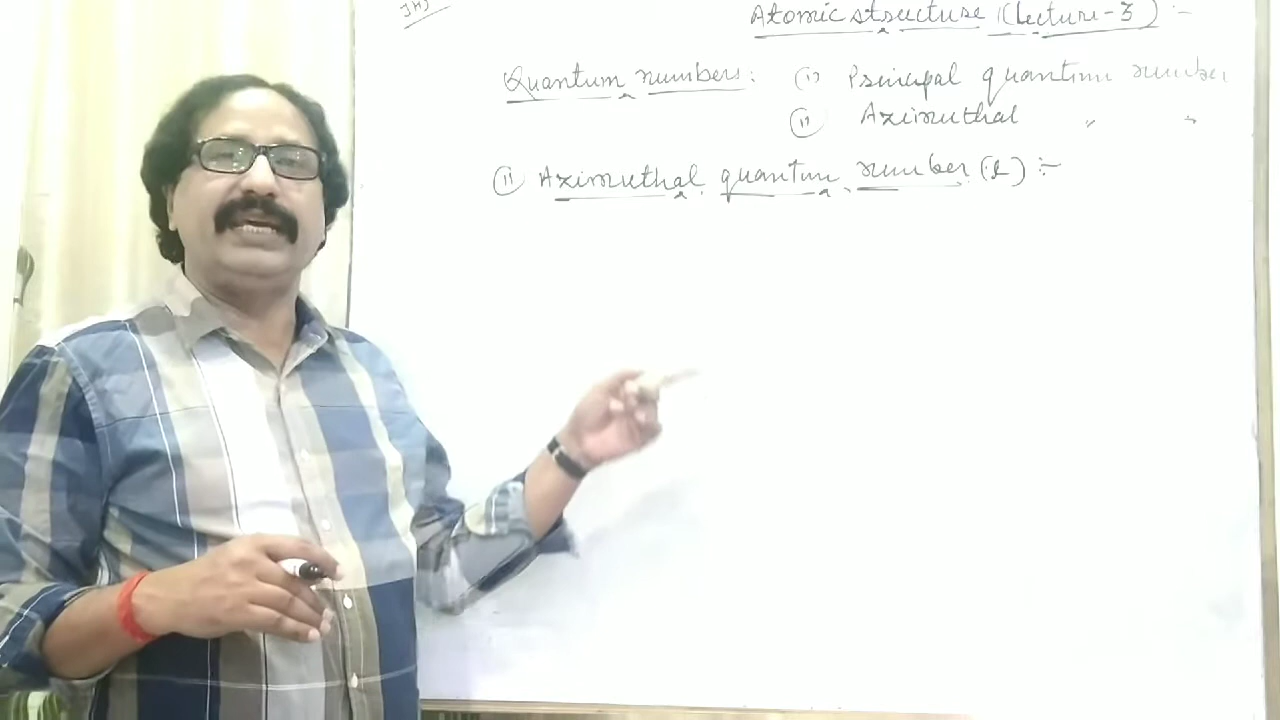 Atomic structure (Lecture-3) :-
Quantum numbers: (i) Principal quantum number
(ii) Azimuthal " "
(ii) Azimuthal quantum number (l) :-